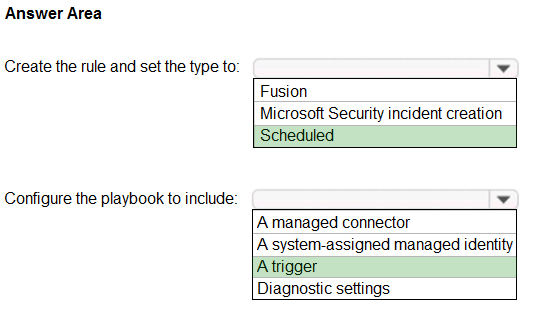 Answer Area
Create the rule and set the type to:
Fusion
Microsoft Security incident creation
Scheduled
Configure the playbook to include:
A managed connector
A system-assigned managed identity
A trigger
Diagnostic settings